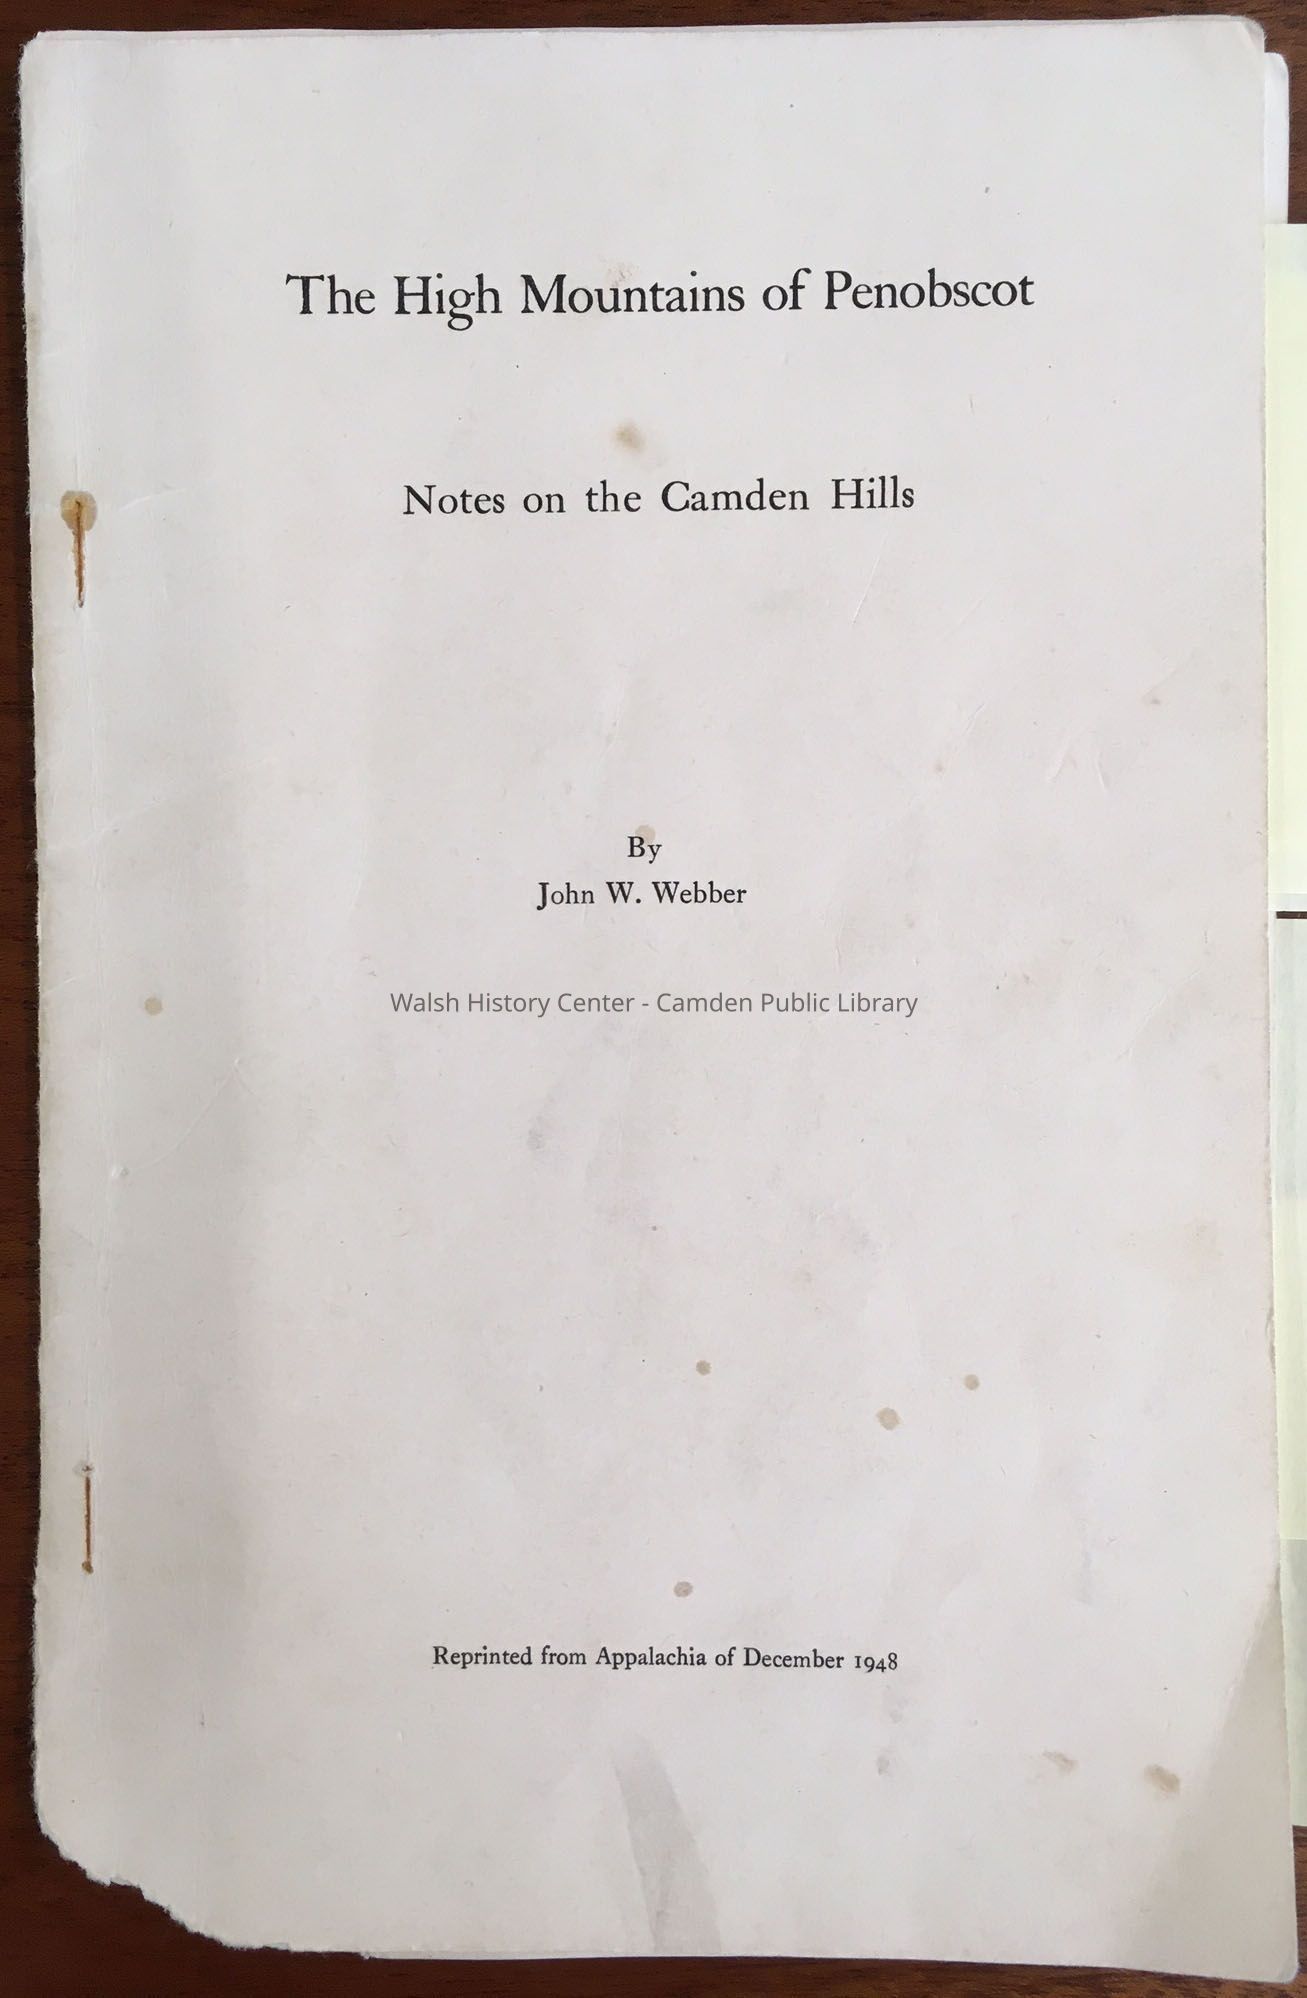 The High Mountains of Penobscot
Notes on the Camden Hills
By
John W. Webber
Walsh History Center - Camden Public Library
Reprinted from Appalachia of December 1948